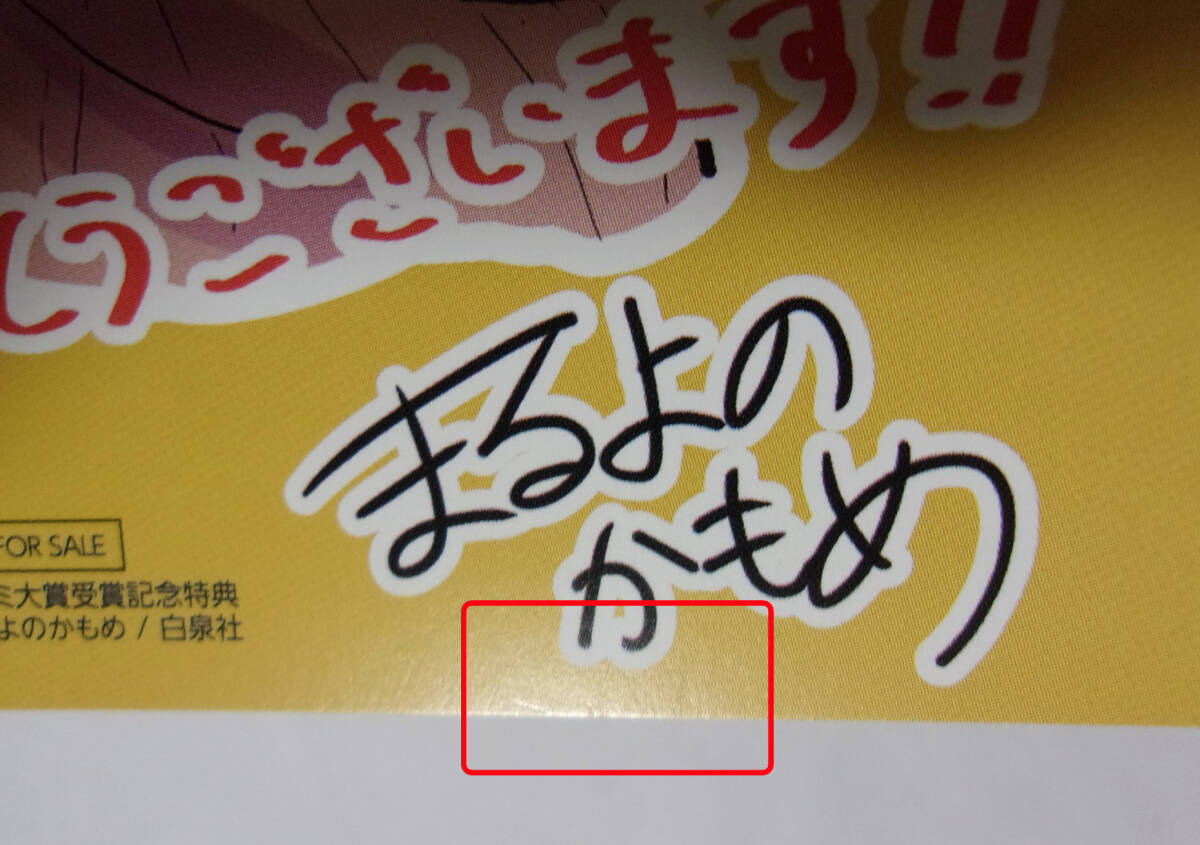 うございます!!
まるよの
かもめ
FOR SALE
ミ大賞受賞記念特典
よのかもめ / 白泉社